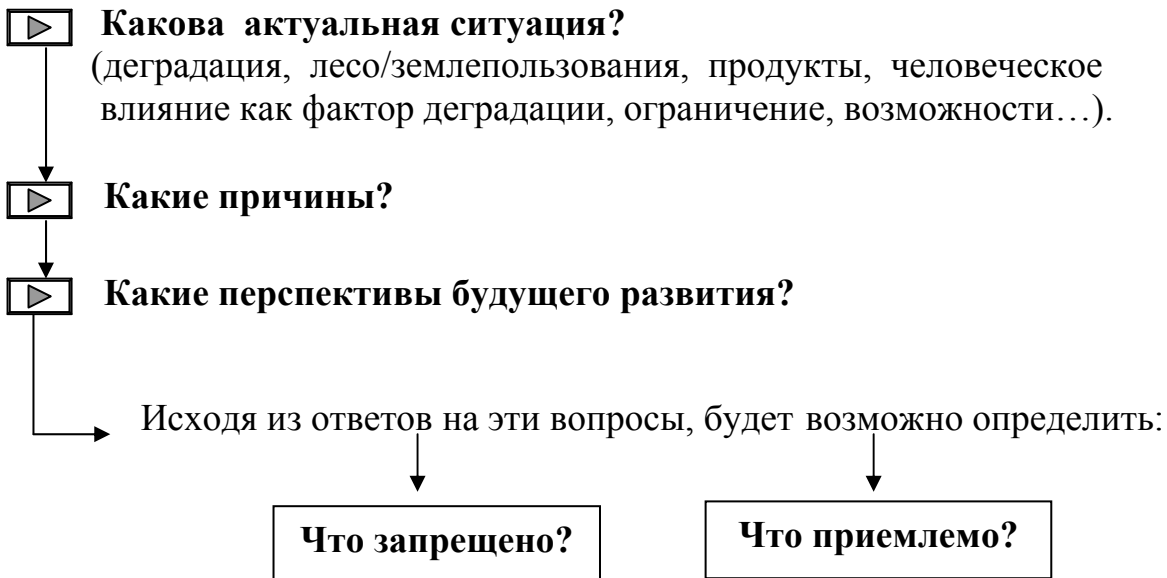 Какова актуальная ситуация?
(деградация, лесо/землепользования, продукты, человеческое
влияние как фактор деградации, ограничение, возможности…).
Какие причины?
Какие перспективы будущего развития?
Исходя из ответов на эти вопросы, будет возможно определить:
Что запрещено?
Что приемлемо?